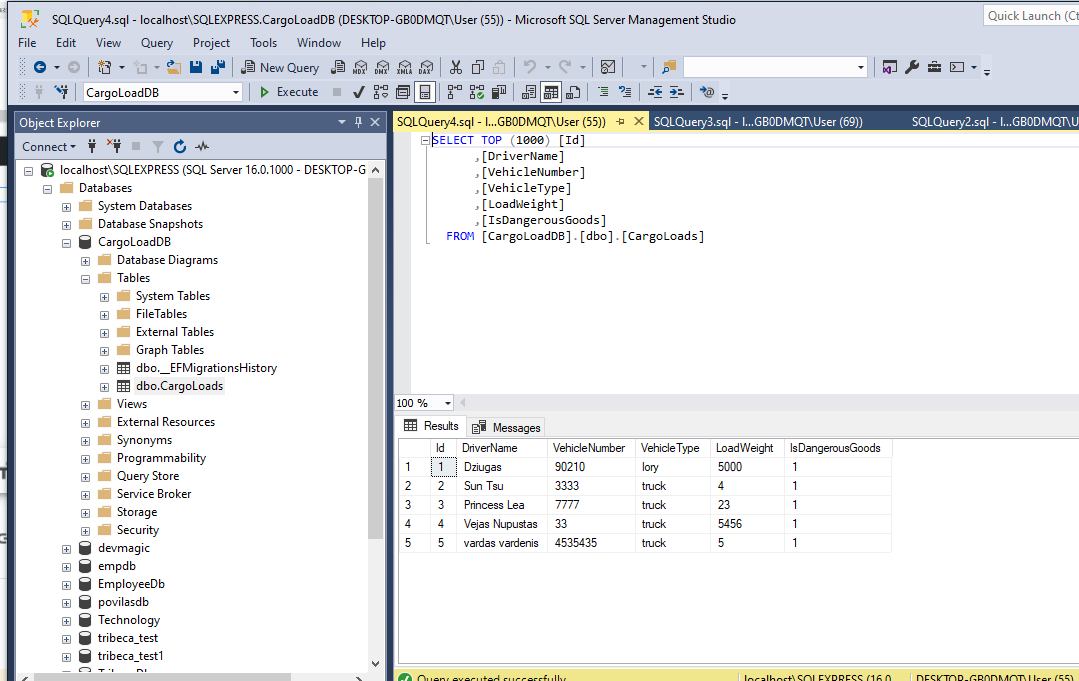 SQLQuery4.sql - localhost\SQLEXPRESS.CargoLoadDB (DESKTOP-GB0DMQT\User (55)) - Microsoft SQL Server Management Studio
Quick Launch (Ct
File Edit View Query Project Tools Window Help
New Query MDX DMX XMLA DAX
CargoLoadDB Execute
Object Explorer
Connect
localhost\SQLEXPRESS (SQL Server 16.0.1000 - DESKTOP-G
Databases
System Databases
Database Snapshots
CargoLoadDB
Database Diagrams
Tables
System Tables
FileTables
External Tables
Graph Tables
dbo.__EFMigrationsHistory
dbo.CargoLoads
Views
External Resources
Synonyms
Programmability
Query Store
Service Broker
Storage
Security
devmagic
empdb
EmployeeDb
povilasdb
Technology
tribeca_test
tribeca_test1
SQLQuery4.sql - l...GB0DMQT\User (55)) SQLQuery3.sql - l...GB0DMQT\User (69)) SQLQuery2.sql - l...GB0DMQT\U
SELECT TOP (1000) [Id]
,[DriverName]
,[VehicleNumber]
,[VehicleType]
,[LoadWeight]
,[IsDangerousGoods]
FROM [CargoLoadDB].[dbo].[CargoLoads]
100 %
Results Messages
Id DriverName VehicleNumber VehicleType LoadWeight IsDangerousGoods
1 1 Dziugas 90210 lory 5000 1
2 2 Sun Tsu 3333 truck 4 1
3 3 Princess Lea 7777 truck 23 1
4 4 Vejas Nupustas 33 truck 5456 1
5 5 vardas vardenis 4535435 truck 5 1
Query executed successfully. localhost\SQLEXPRESS (16.0 DESKTOP-GB0DMQT\User (55)